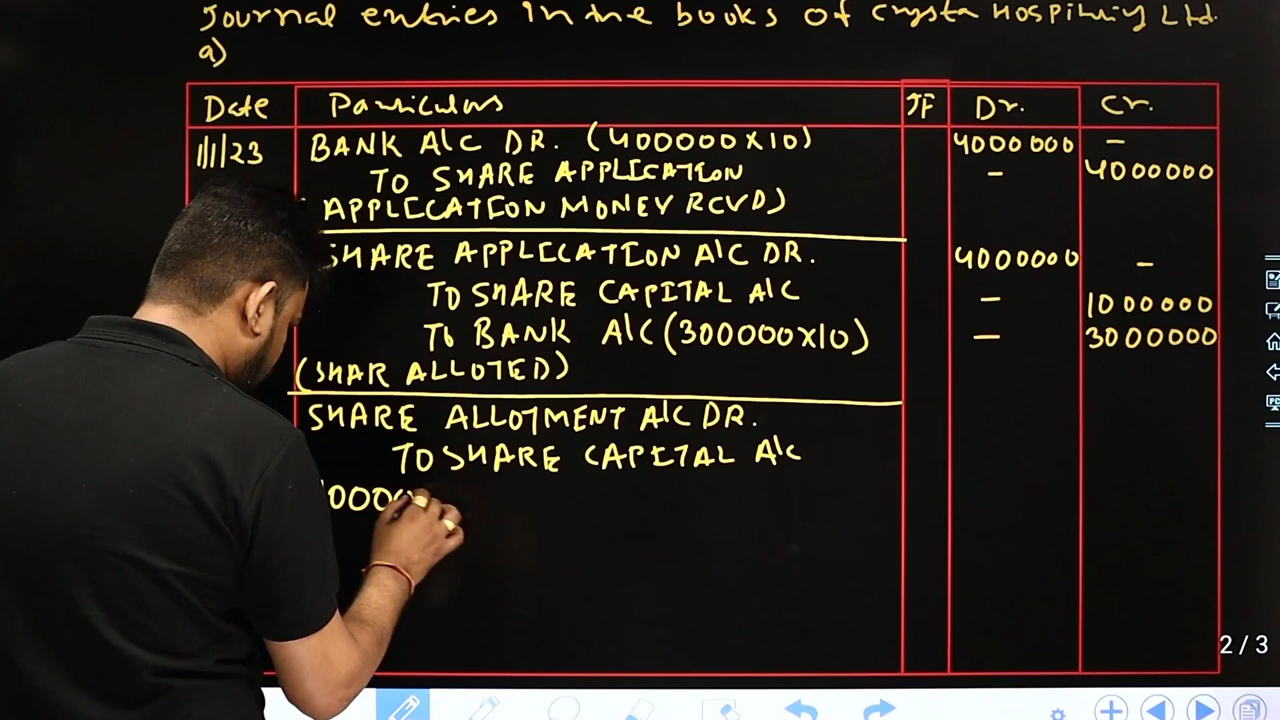 Journal entries in the books of Crysta Hospitality Ltd.
a)
Date Particulars JF Dr. Cr.
1/1/23 BANK A/C DR. (400000X10) 4000000 -
TO SHARE APPLICATION - 4000000
(APPLICATION MONEY RCVD)
SHARE APPLICATION A/C DR. 4000000 -
TO SHARE CAPITAL A/C - 1000000
TO BANK A/C (300000X10) - 3000000
(SHAR ALLOTED)
SHARE ALLOTMENT A/C DR.
TO SHARE CAPITAL A/C
2/3